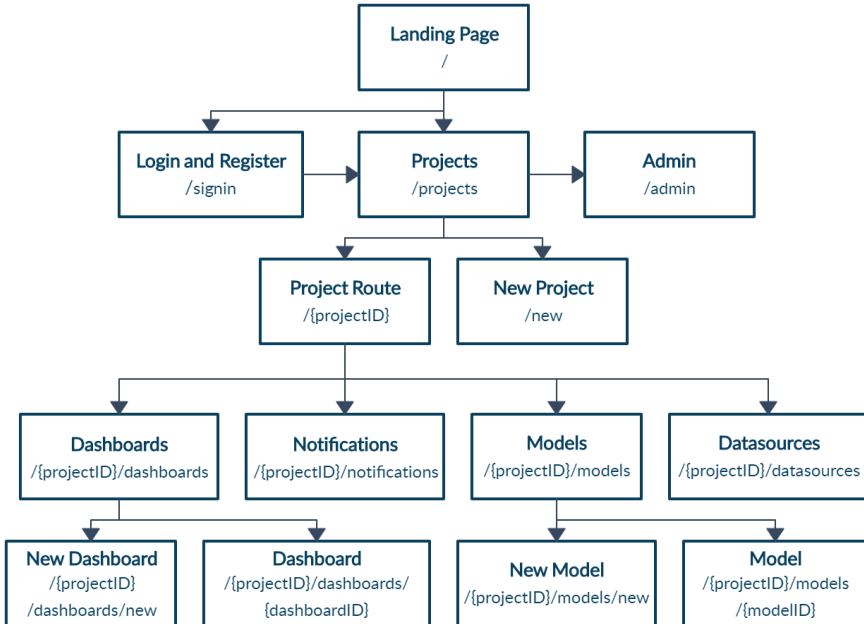 Landing Page
/
Login and Register
/signin
Projects
/projects
Admin
/admin
Project Route
/{projectID}
New Project
/new
Dashboards
/{projectID}/dashboards
Notifications
/{projectID}/notifications
Models
/{projectID}/models
Datasources
/{projectID}/datasources
New Dashboard
/{projectID}
/dashboards/new
Dashboard
/{projectID}/dashboards/
{dashboardID}
New Model
/{projectID}/models/new
Model
/{projectID}/models
/{modelID}